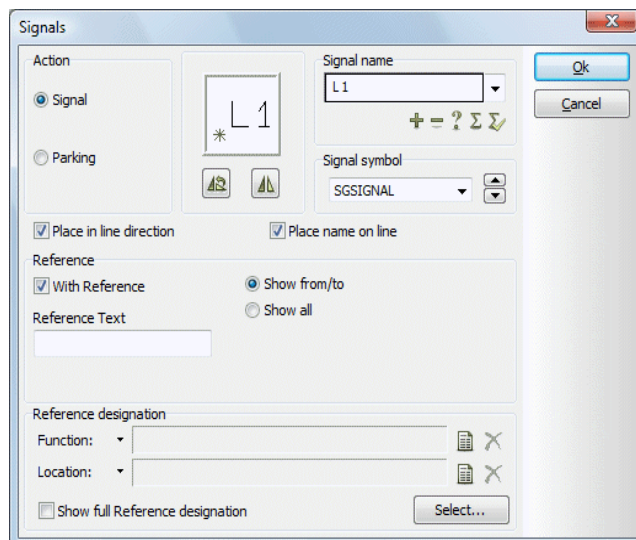 Signals
Action
Signal
Parking
L1
Signal name
L1
+ = ? Σ Σ
Signal symbol
SGSIGNAL
Ok
Cancel
Place in line direction
Place name on line
Reference
With Reference
Show from/to
Show all
Reference Text
Reference designation
Function:
Location:
Show full Reference designation
Select...